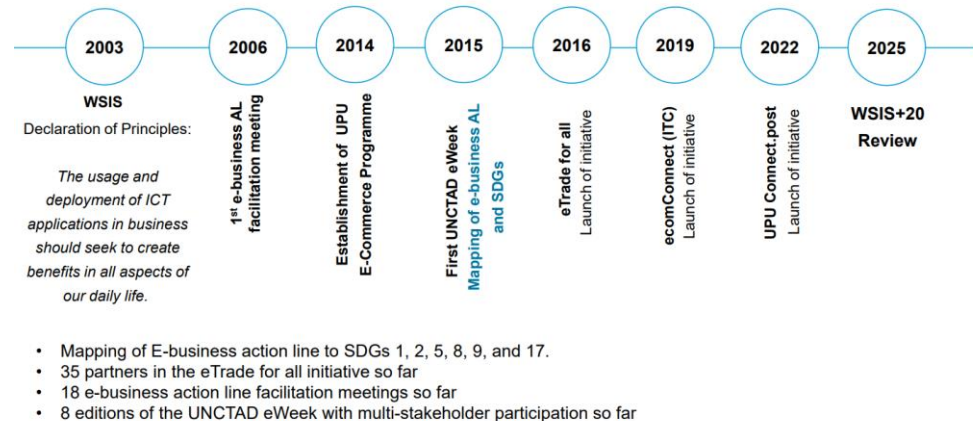 2003
2006
2014
2015
2016
2019
2022
2025
WSIS
Declaration of Principles:
The usage and
deployment of ICT
applications in business
should seek to create
benefits in all aspects of
our daily life.
1st e-business AL
facilitation meeting
Establishment of UPU
E-Commerce Programme
First UNCTAD eWeek
Mapping of e-business AL
and SDGs
eTrade for all
Launch of initiative
ecomConnect (ITC)
Launch of initiative
UPU Connect.post
Launch of initiative
WSIS+20
Review
• Mapping of E-business action line to SDGs 1, 2, 5, 8, 9, and 17.
• 35 partners in the eTrade for all initiative so far
• 18 e-business action line facilitation meetings so far
• 8 editions of the UNCTAD eWeek with multi-stakeholder participation so far